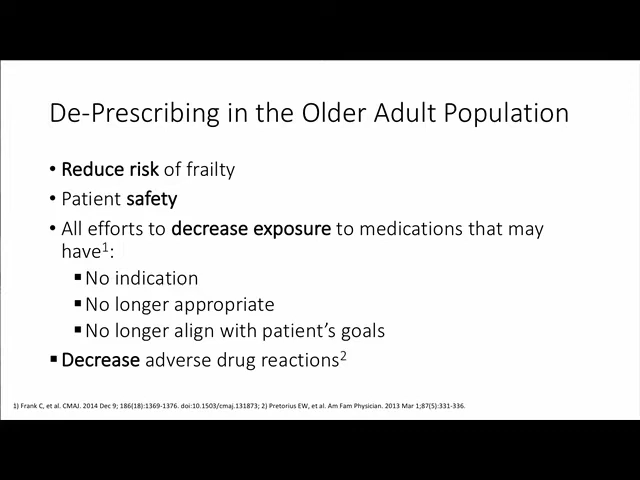 De-Prescribing in the Older Adult Population
• Reduce risk of frailty
• Patient safety
• All efforts to decrease exposure to medications that may
have¹:
▪ No indication
▪ No longer appropriate
▪ No longer align with patient's goals
▪ Decrease adverse drug reactions²
1) Frank C, et al. CMAJ. 2014 Dec 9; 186(18):1369-1376. doi:10.1503/cmaj.131873; 2) Pretorius EW, et al. Am Fam Physician. 2013 Mar 1;87(5):331-336.